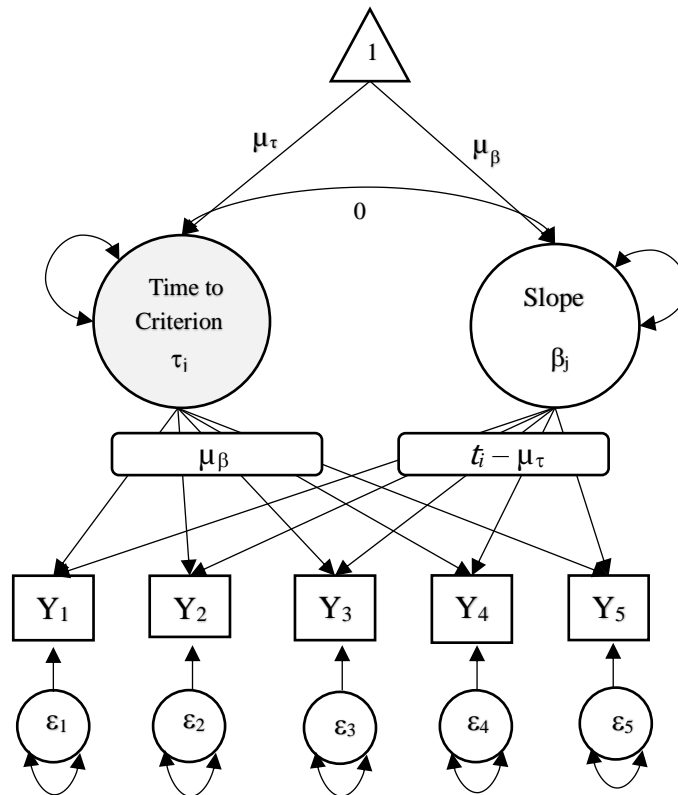 1
μτ
μβ
0
Time to
Criterion
τj
Slope
βj
μβ
ti – μτ
Y1
Y2
Y3
Y4
Y5
ε1
ε2
ε3
ε4
ε5